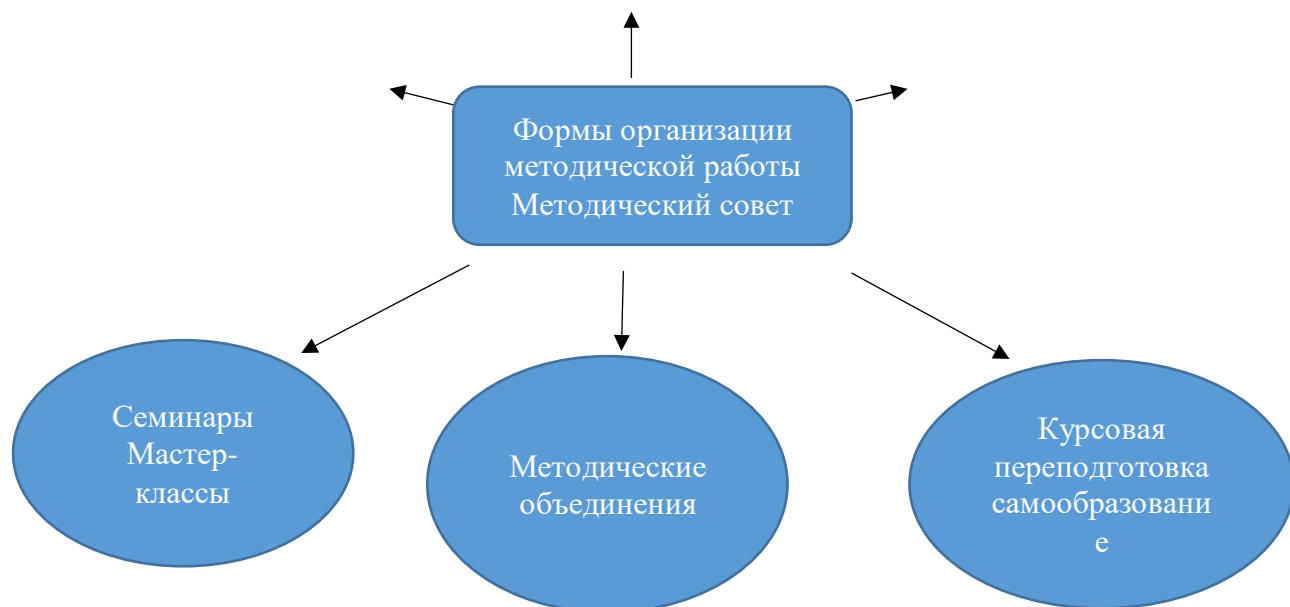 Формы организации
методической работы
Методический совет
Семинары
Мастер-
классы
Методические
объединения
Курсовая
переподготовка
самообразовани
е